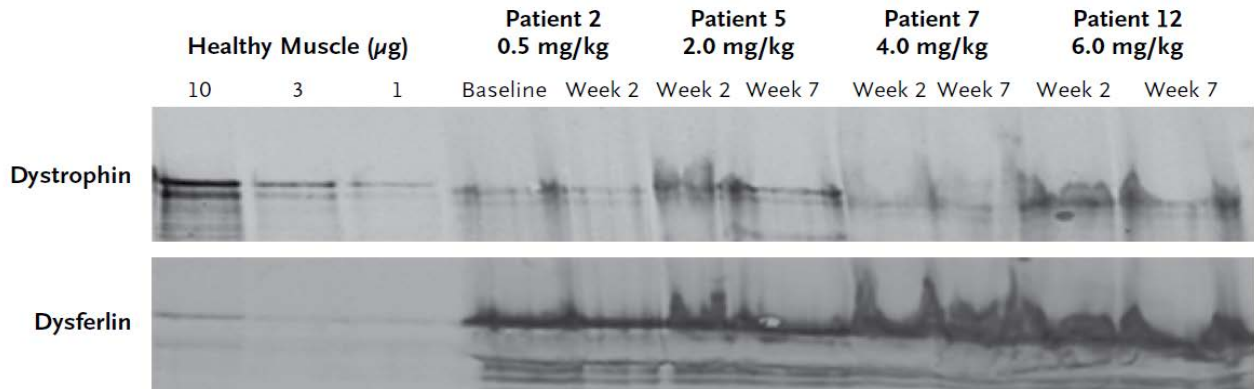 Patient 2 Patient 5 Patient 7 Patient 12
Healthy Muscle (μg) 0.5 mg/kg 2.0 mg/kg 4.0 mg/kg 6.0 mg/kg
10 3 1 Baseline Week 2 Week 2 Week 7 Week 2 Week 7 Week 2 Week 7
Dystrophin
Dysferlin